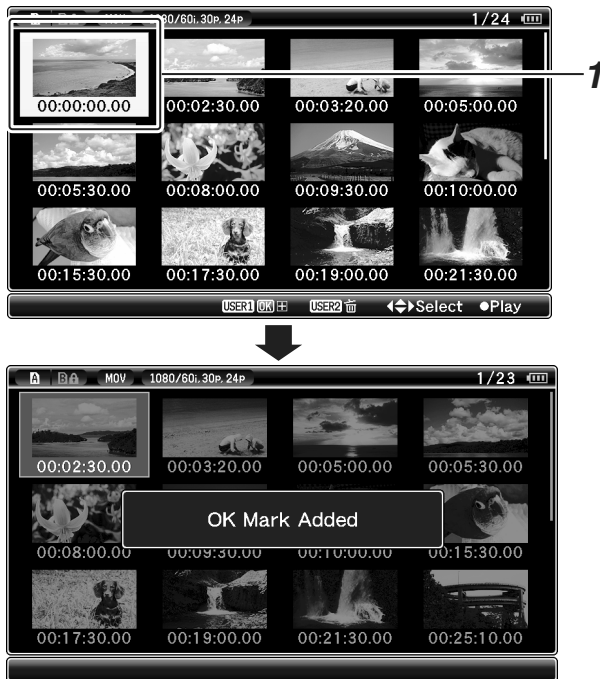 A B MOV 1080/60i, 30P, 24P 1/24
1
00:00:00.00 00:02:30.00 00:03:20.00 00:05:00.00
00:05:30.00 00:08:00.00 00:09:30.00 00:10:00.00
00:15:30.00 00:17:30.00 00:19:00.00 00:21:30.00
USER1 OK USER2 Select ●Play
A B MOV 1080/60i, 30P, 24P 1/23
00:02:30.00 00:03:20.00 00:05:00.00 00:05:30.00
OK Mark Added
00:08:00.00 00:09:30.00 00:10:00.00 00:15:30.00
00:17:30.00 00:19:00.00 00:21:30.00 00:25:10.00